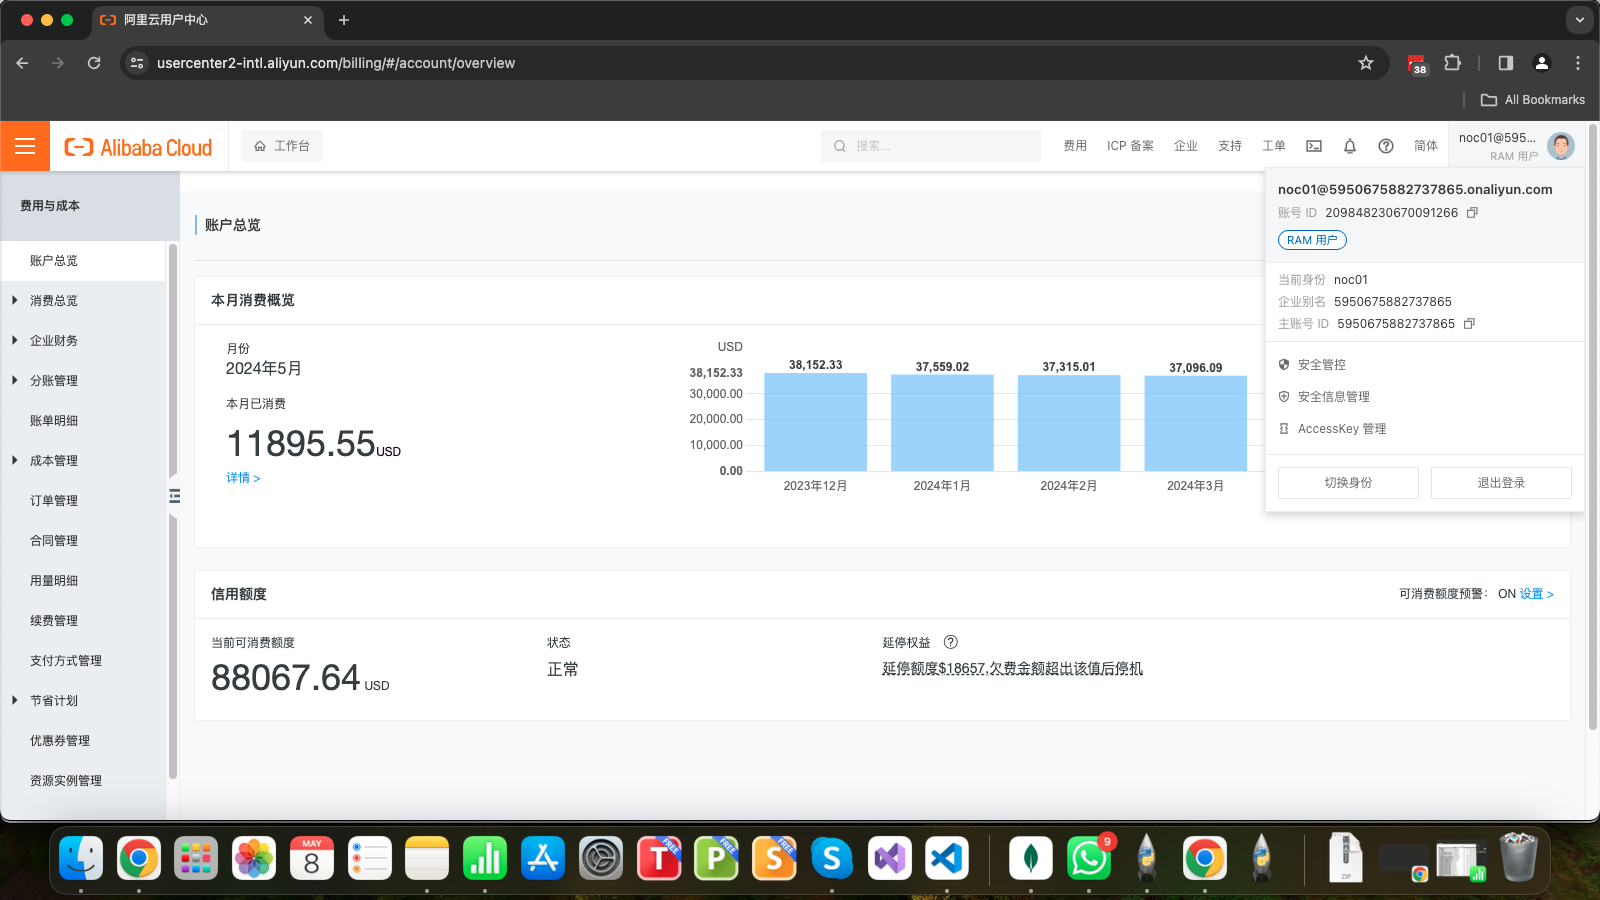 阿里云用户中心
usercenter2-intl.aliyun.com/billing/#/account/overview
38
All Bookmarks
Alibaba Cloud
工作台
搜索...
费用
ICP 备案
企业
支持
工单
简体
noc01@595...
RAM 用户
noc01@5950675882737865.onaliyun.com
账号 ID 209848230670091266
RAM 用户
当前身份 noc01
企业别名 5950675882737865
主账号 ID 5950675882737865
安全管控
安全信息管理
AccessKey 管理
切换身份
退出登录
费用与成本
账户总览
消费总览
企业财务
分账管理
账单明细
成本管理
订单管理
合同管理
用量明细
续费管理
支付方式管理
节省计划
优惠券管理
资源实例管理
账户总览
本月消费概览
月份
2024年5月
本月已消费
11895.55USD
详情 >
USD
38,152.33
30,000.00
20,000.00
10,000.00
0.00
38,152.33
37,559.02
37,315.01
37,096.09
2023年12月
2024年1月
2024年2月
2024年3月
信用额度
可消费额度预警： ON 设置 >
当前可消费额度
88067.64 USD
状态
正常
延停权益
延停额度$18657,欠费金额超出该值后停机
MAY
8
T
FREE
P
FREE
S
FREE
S
9
ZIP